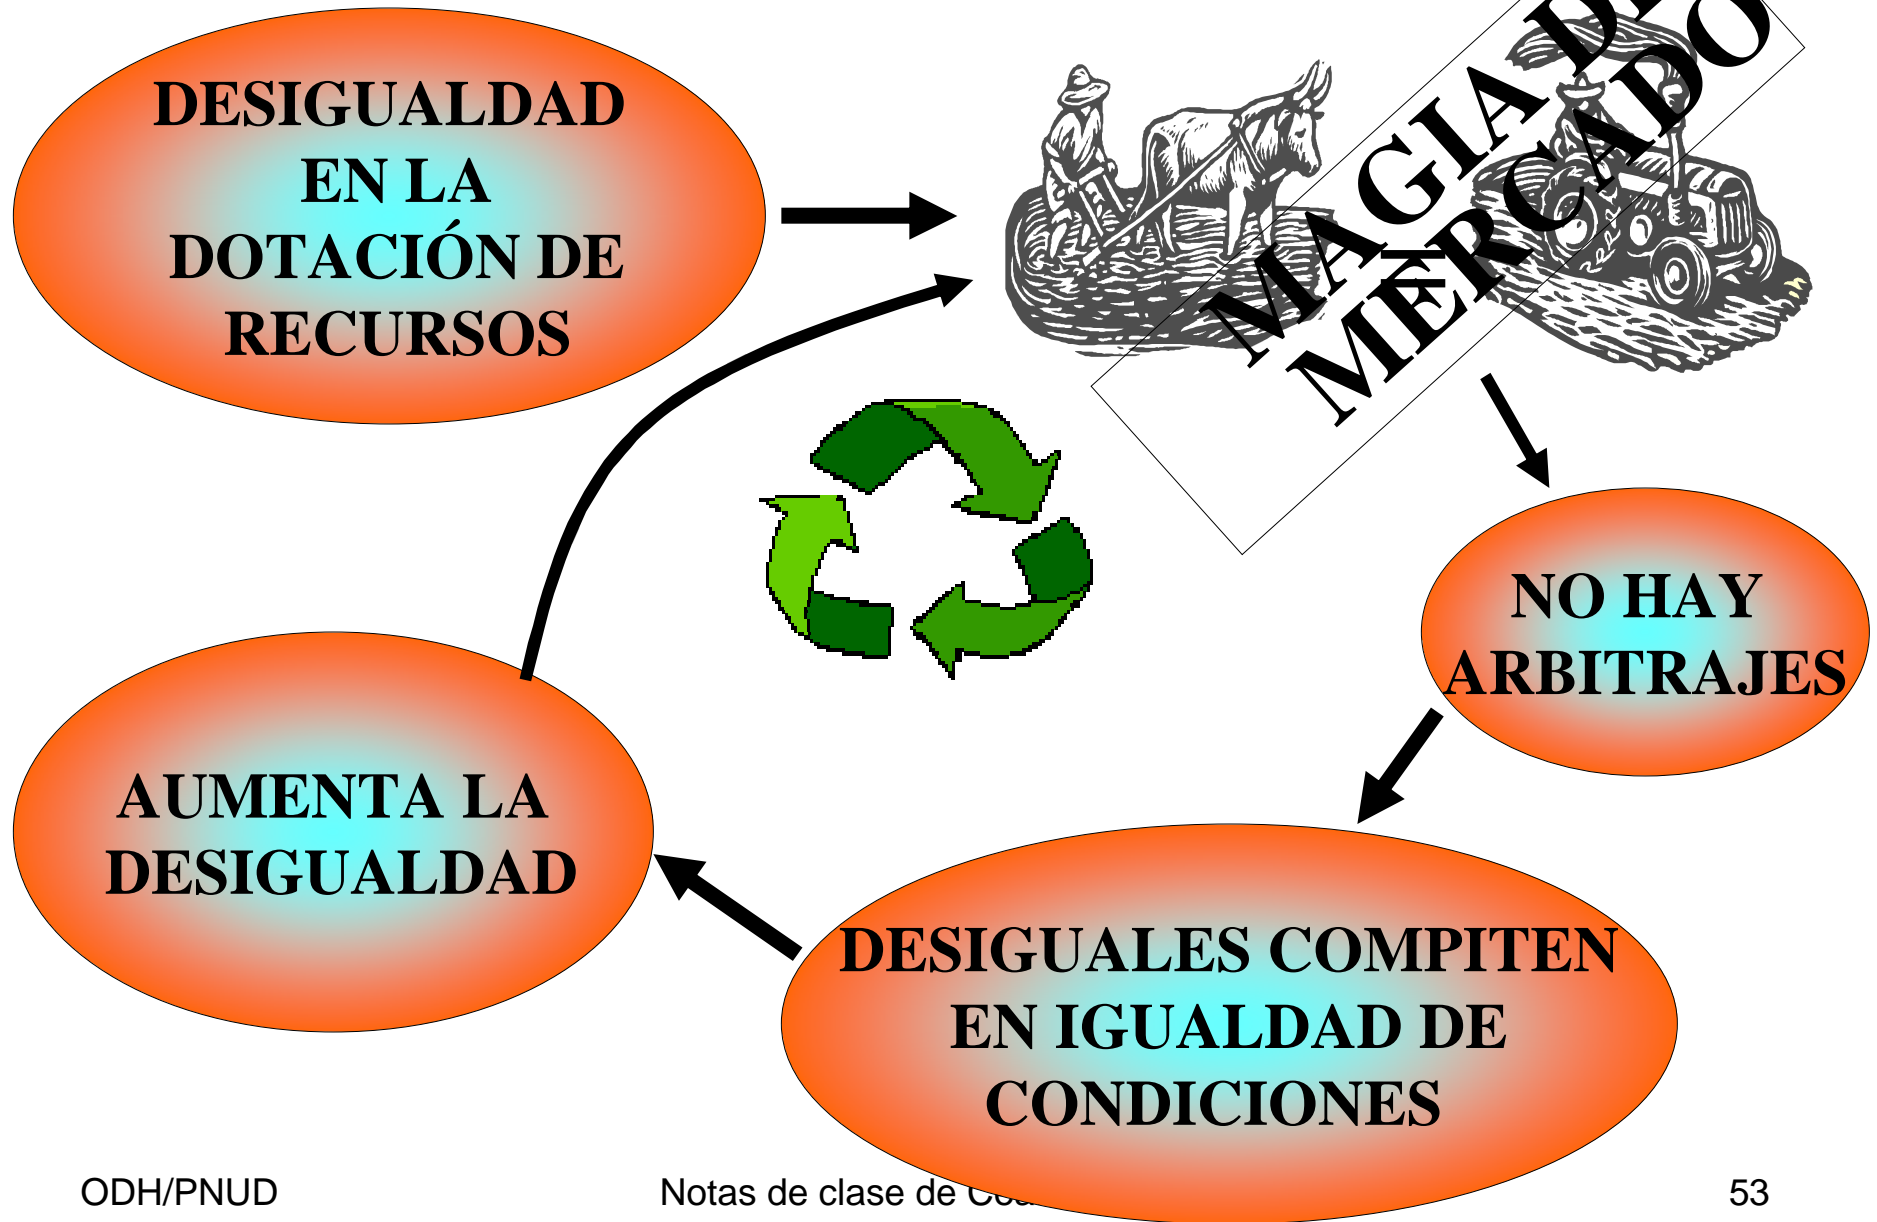 DESIGUALDAD
EN LA
DOTACIÓN DE
RECURSOS
MAGIA
MERCADO
=
NO HAY
ARBITRAJES
DESIGUALES COMPITEN
EN IGUALDAD DE
CONDICIONES
AUMENTA LA
DESIGUALDAD
ODH/PNUD
Notas de clase de
53